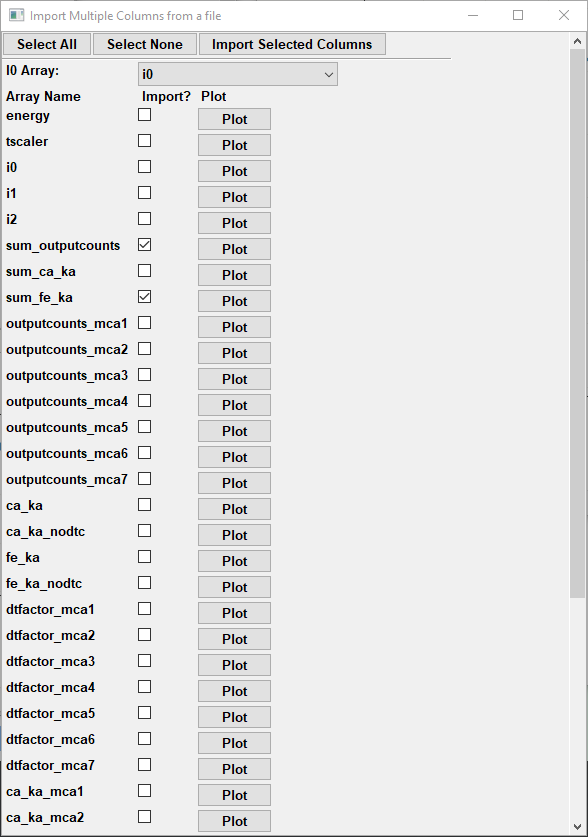 Import Multiple Columns from a file
Select All Select None Import Selected Columns
I0 Array: i0
Array Name Import? Plot
energy Plot
tscaler Plot
i0 Plot
i1 Plot
i2 Plot
sum_outputcounts Plot
sum_ca_ka Plot
sum_fe_ka Plot
outputcounts_mca1 Plot
outputcounts_mca2 Plot
outputcounts_mca3 Plot
outputcounts_mca4 Plot
outputcounts_mca5 Plot
outputcounts_mca6 Plot
outputcounts_mca7 Plot
ca_ka Plot
ca_ka_nodtc Plot
fe_ka Plot
fe_ka_nodtc Plot
dtfactor_mca1 Plot
dtfactor_mca2 Plot
dtfactor_mca3 Plot
dtfactor_mca4 Plot
dtfactor_mca5 Plot
dtfactor_mca6 Plot
dtfactor_mca7 Plot
ca_ka_mca1 Plot
ca_ka_mca2 Plot